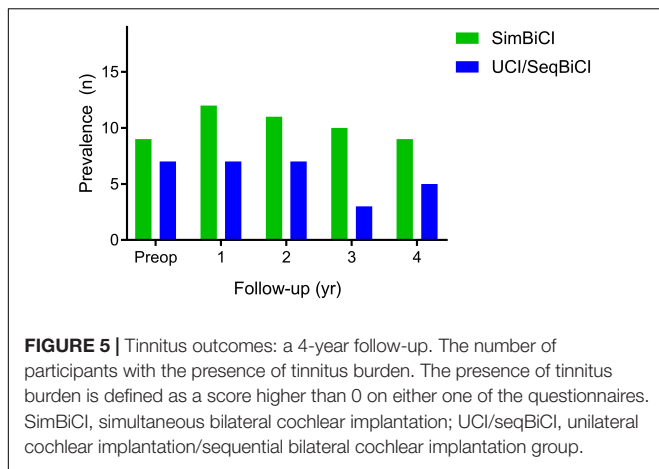 SimBiCI
UCI/SeqBiCI
Prevalence (n)
15
10
5
0
Preop 1 2 3 4
Follow-up (yr)
FIGURE 5 | Tinnitus outcomes: a 4-year follow-up. The number of
participants with the presence of tinnitus burden. The presence of tinnitus
burden is defined as a score higher than 0 on either one of the questionnaires.
SimBiCI, simultaneous bilateral cochlear implantation; UCI/seqBiCI, unilateral
cochlear implantation/sequential bilateral cochlear implantation group.